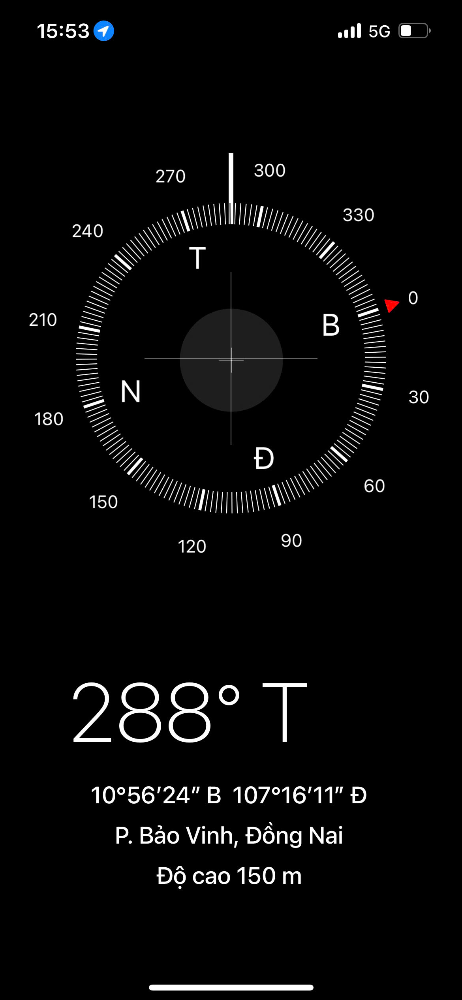 15:53 5G
270 300
240 330
T
0
210 B
N
180 30
Đ
150 60
120 90
288° T
10°56′24″ B 107°16′11″ Đ
P. Bảo Vinh, Đồng Nai
Độ cao 150 m